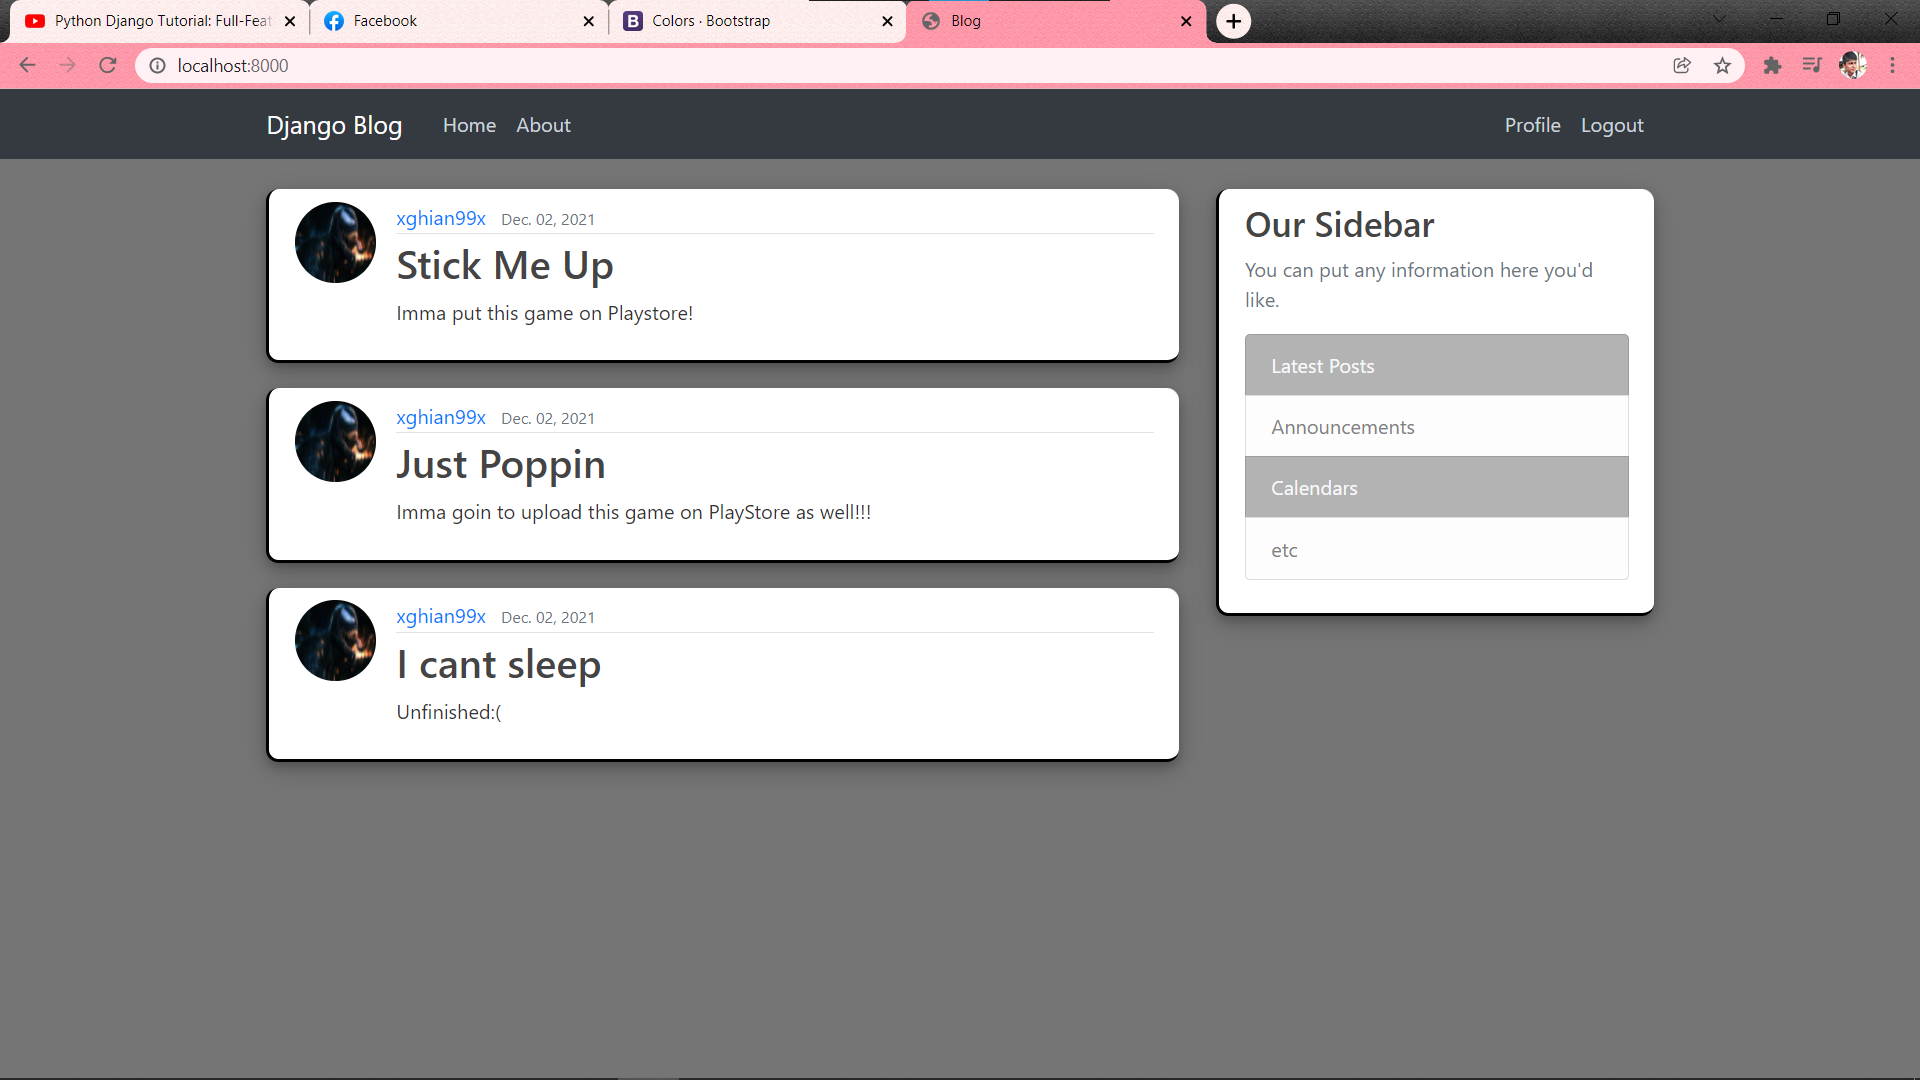 Python Django Tutorial: Full-Feat
Facebook
B Colors · Bootstrap
Blog
localhost:8000
Django Blog Home About Profile Logout
xghian99x Dec. 02, 2021
Stick Me Up
Imma put this game on Playstore!
xghian99x Dec. 02, 2021
Just Poppin
Imma goin to upload this game on PlayStore as well!!!
xghian99x Dec. 02, 2021
I cant sleep
Unfinished:(
Our Sidebar
You can put any information here you'd
like.
Latest Posts
Announcements
Calendars
etc